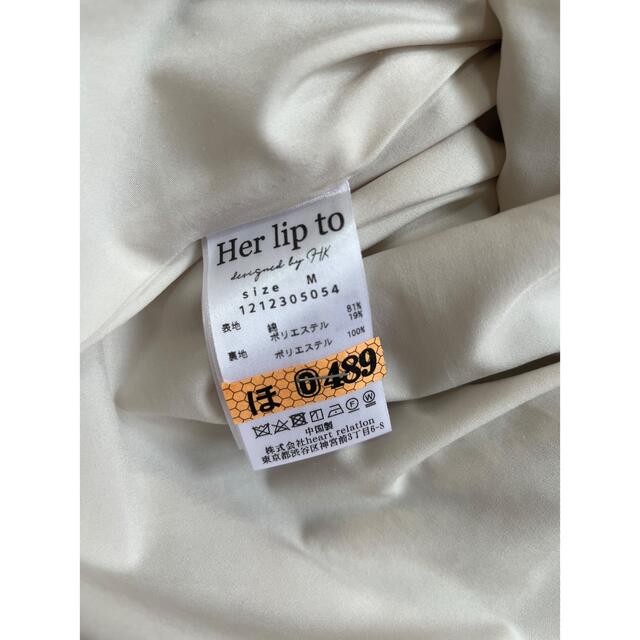 Her lip to
designed by HK
size M
1212305054
表地 綿 81%
ポリエステル 19%
裏地 ポリエステル 100%
ほ ⓪489
中国製
株式会社heart relation
東京都渋谷区神宮前3丁目6-8